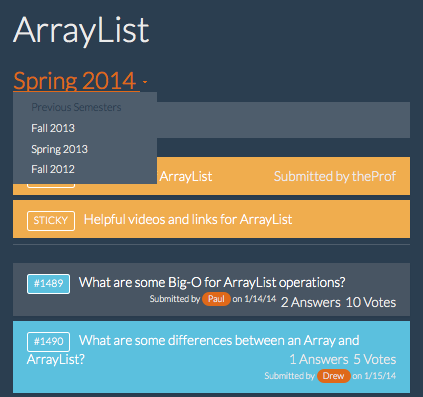 ArrayList
Spring 2014
Previous Semesters
Fall 2013
Spring 2013
Fall 2012
ArrayList Submitted by theProf
STICKY Helpful videos and links for ArrayList
#1489 What are some Big-O for ArrayList operations?
Submitted by Paul on 1/14/14 2 Answers 10 Votes
#1490 What are some differences between an Array and
ArrayList? 1 Answers 5 Votes
Submitted by Drew on 1/15/14